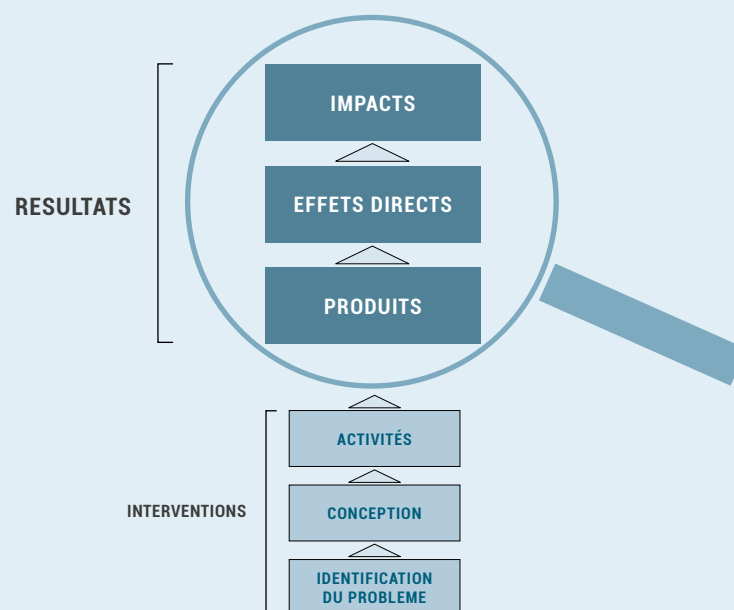 IMPACTS
RESULTATS
EFFETS DIRECTS
PRODUITS
ACTIVITÉS
INTERVENTIONS
CONCEPTION
IDENTIFICATION
DU PROBLEME